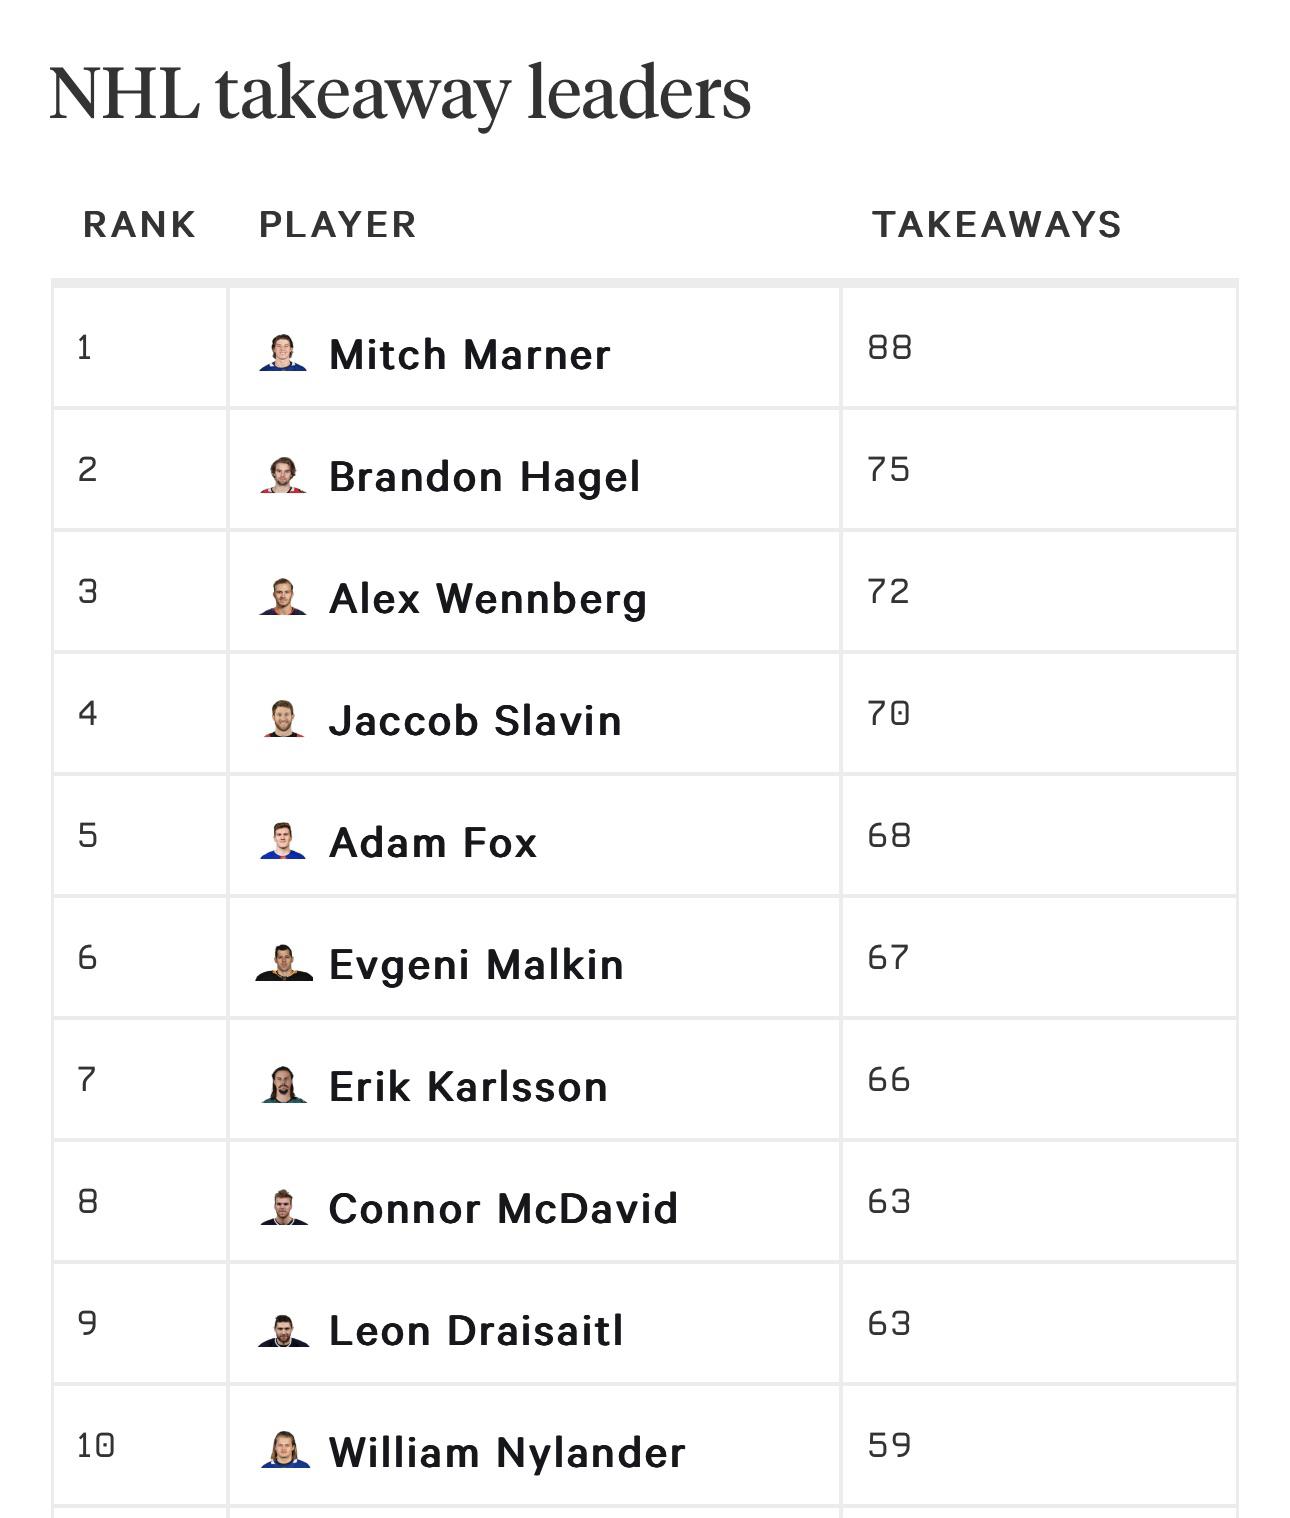 NHL takeaway leaders
RANK PLAYER TAKEAWAYS
1 Mitch Marner 88
2 Brandon Hagel 75
3 Alex Wennberg 72
4 Jaccob Slavin 70
5 Adam Fox 68
6 Evgeni Malkin 67
7 Erik Karlsson 66
8 Connor McDavid 63
9 Leon Draisaitl 63
10 William Nylander 59